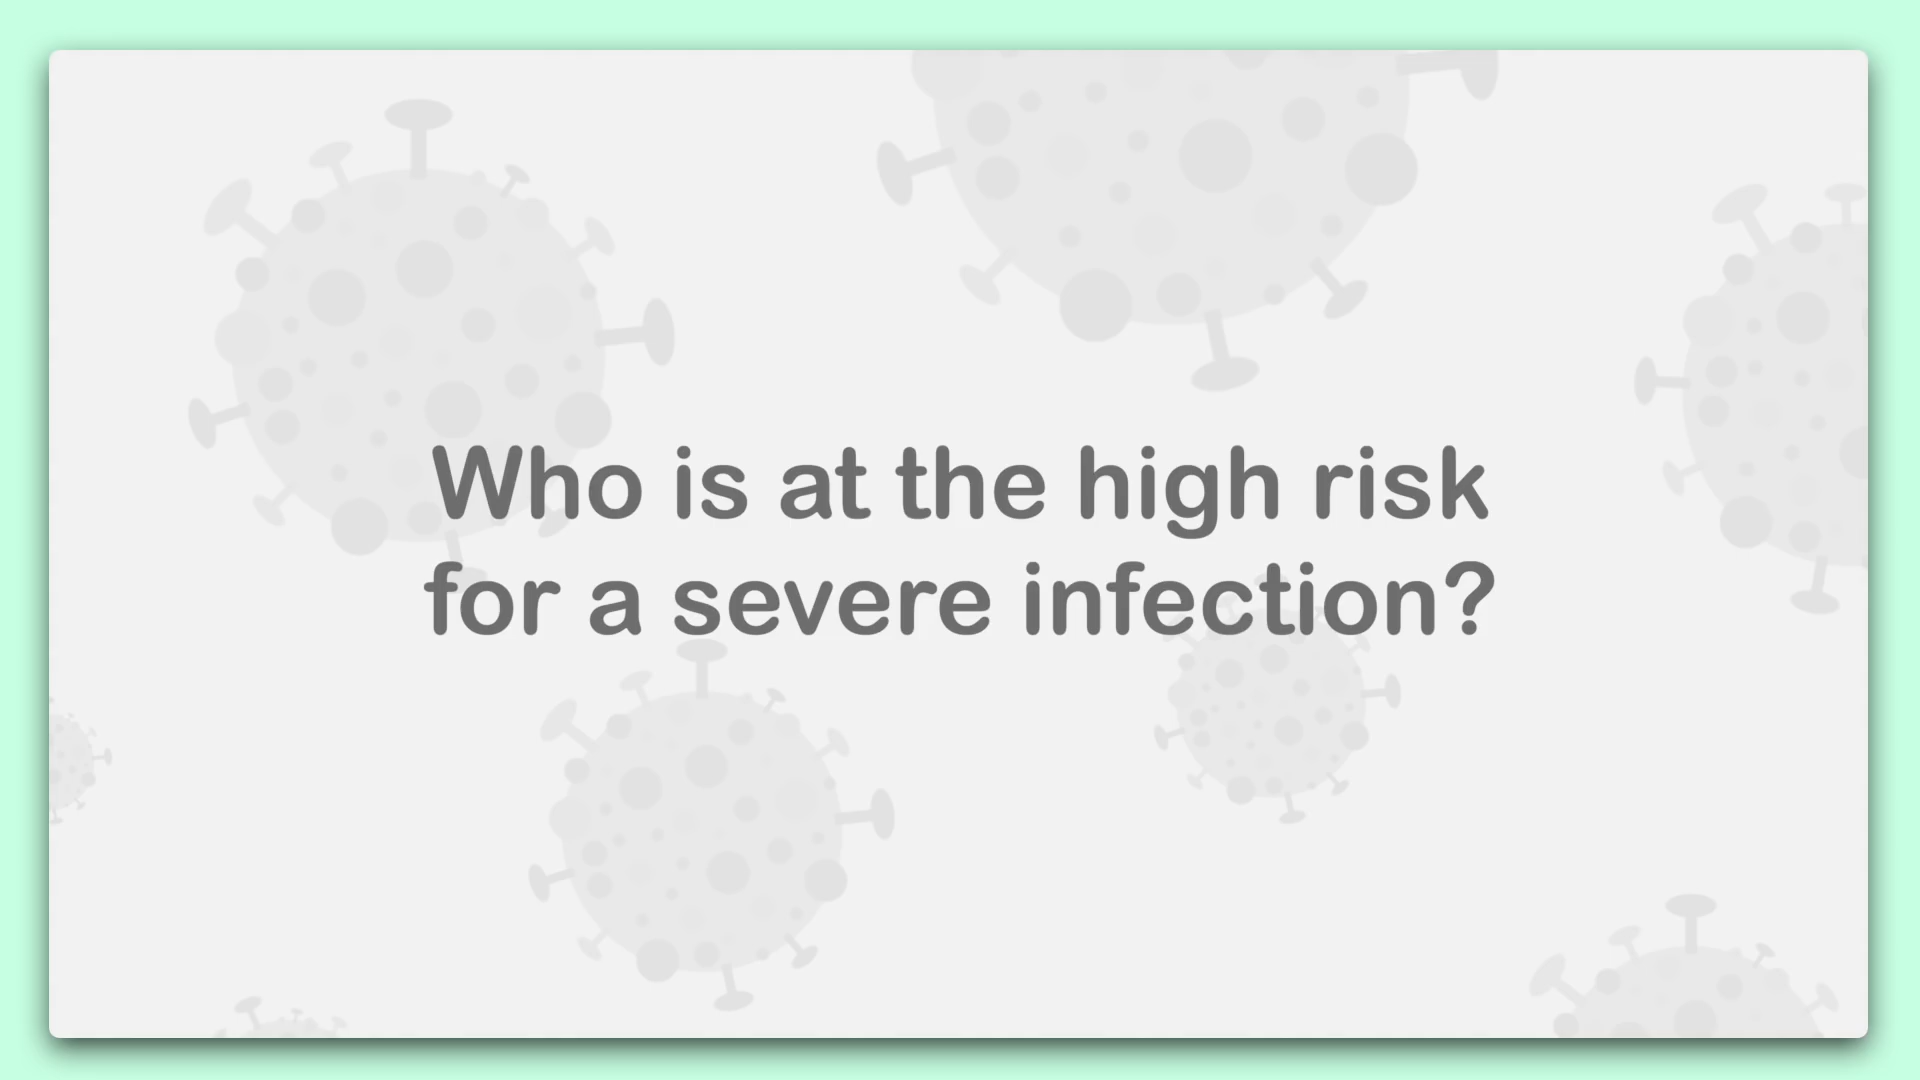 Who is at the high risk
for a severe infection?